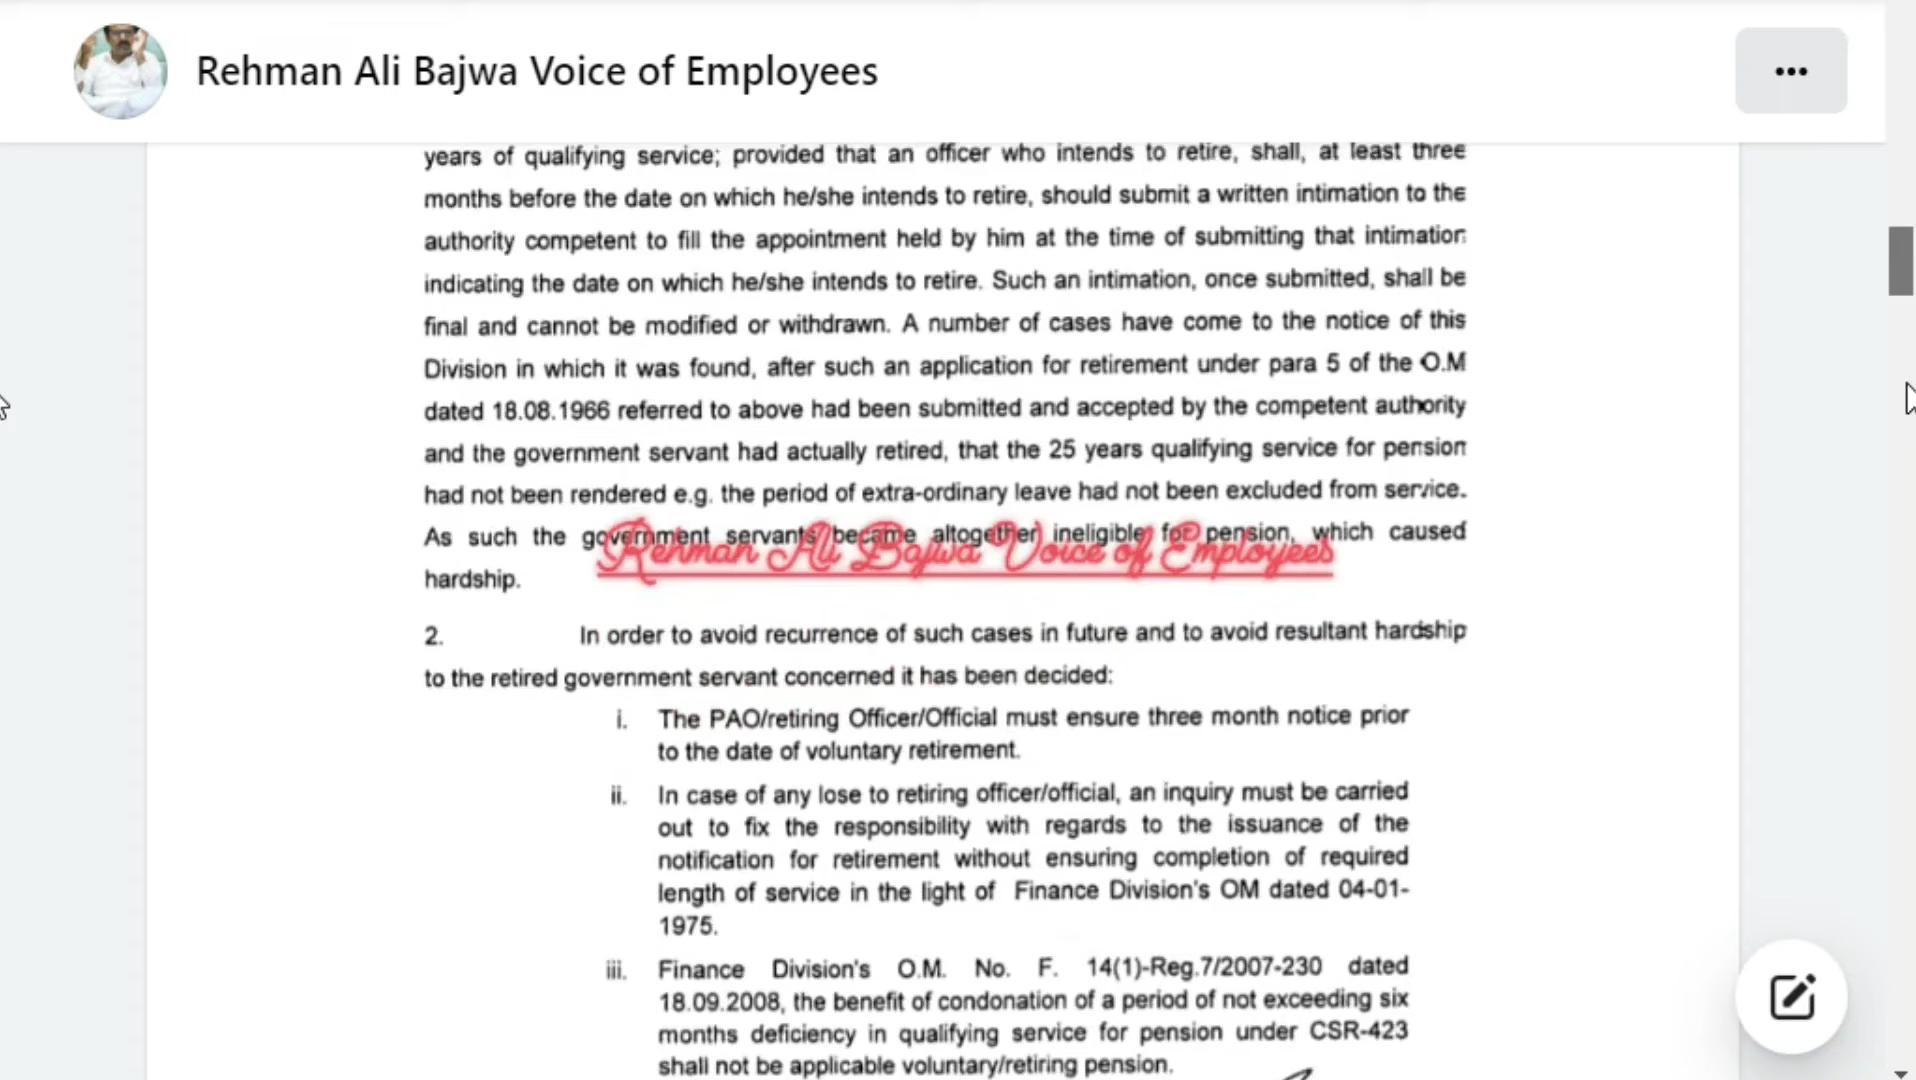 Rehman Ali Bajwa Voice of Employees
years of qualifying service; provided that an officer who intends to retire, shall, at least three
months before the date on which he/she intends to retire, should submit a written intimation to the
authority competent to fill the appointment held by him at the time of submitting that intimation
indicating the date on which he/she intends to retire. Such an intimation, once submitted, shall be
final and cannot be modified or withdrawn. A number of cases have come to the notice of this
Division in which it was found, after such an application for retirement under para 5 of the O.M
dated 18.08.1966 referred to above had been submitted and accepted by the competent authority
and the government servant had actually retired, that the 25 years qualifying service for pension
had not been rendered e.g. the period of extra-ordinary leave had not been excluded from service.
As such the government servants became altogether ineligible for pension, which caused
Rehman Ali Bajwa Voice of Employees
hardship.
2. In order to avoid recurrence of such cases in future and to avoid resultant hardship
to the retired government servant concerned it has been decided:
i. The PAO/retiring Officer/Official must ensure three month notice prior
to the date of voluntary retirement.
ii. In case of any lose to retiring officer/official, an inquiry must be carried
out to fix the responsibility with regards to the issuance of the
notification for retirement without ensuring completion of required
length of service in the light of Finance Division's OM dated 04-01-
1975.
iii. Finance Division's O.M. No. F. 14(1)-Reg.7/2007-230 dated
18.09.2008, the benefit of condonation of a period of not exceeding six
months deficiency in qualifying service for pension under CSR-423
shall not be applicable voluntary/retiring pension.